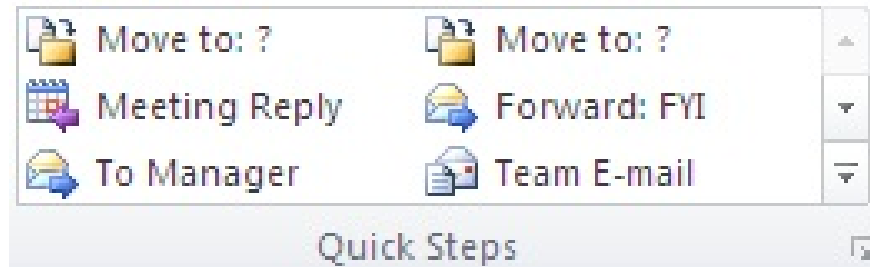 Move to: ? Move to: ?
Meeting Reply Forward: FYI
To Manager Team E-mail
Quick Steps